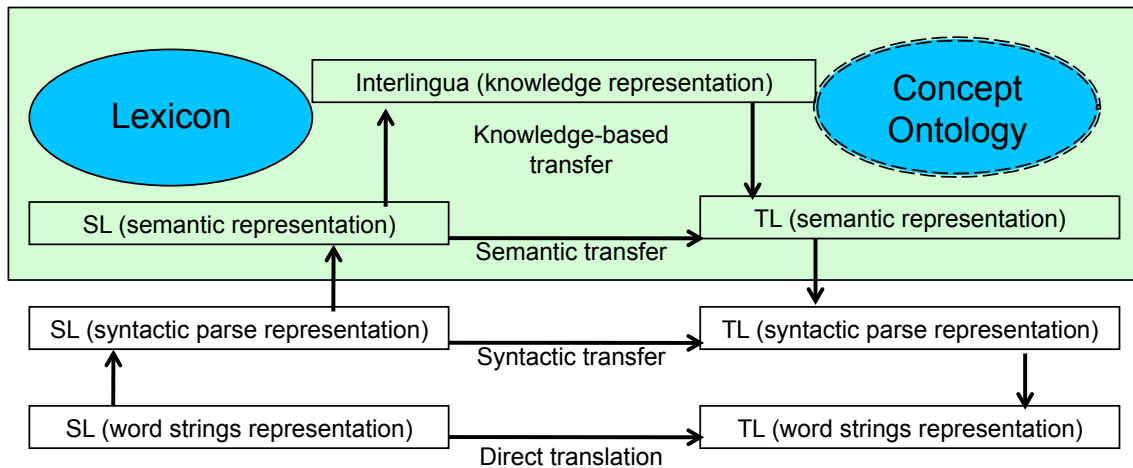 Interlingua (knowledge representation)
Lexicon
Concept
Ontology
Knowledge-based
transfer
SL (semantic representation)
TL (semantic representation)
Semantic transfer
SL (syntactic parse representation)
TL (syntactic parse representation)
Syntactic transfer
SL (word strings representation)
TL (word strings representation)
Direct translation